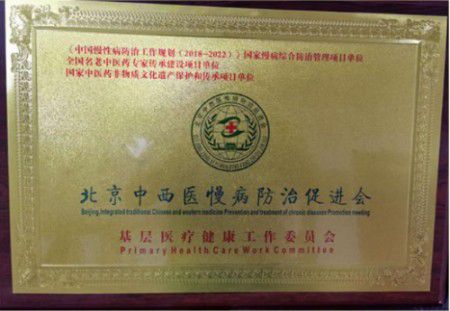 《中国慢性病防治工作规划（2018-2022）》国家慢病综合防治管理项目单位
全国名老中医药专家传承建设项目单位
国家中医药非物质文化遗产保护和传承项目单位
北京中西医慢病防治促进会
Beijing,Integrated traditional Chinese and western medicine Prevention and treatment of chronic diseases Promotion meeting
基层医疗健康工作委员会
Primary Health Care Work Committee